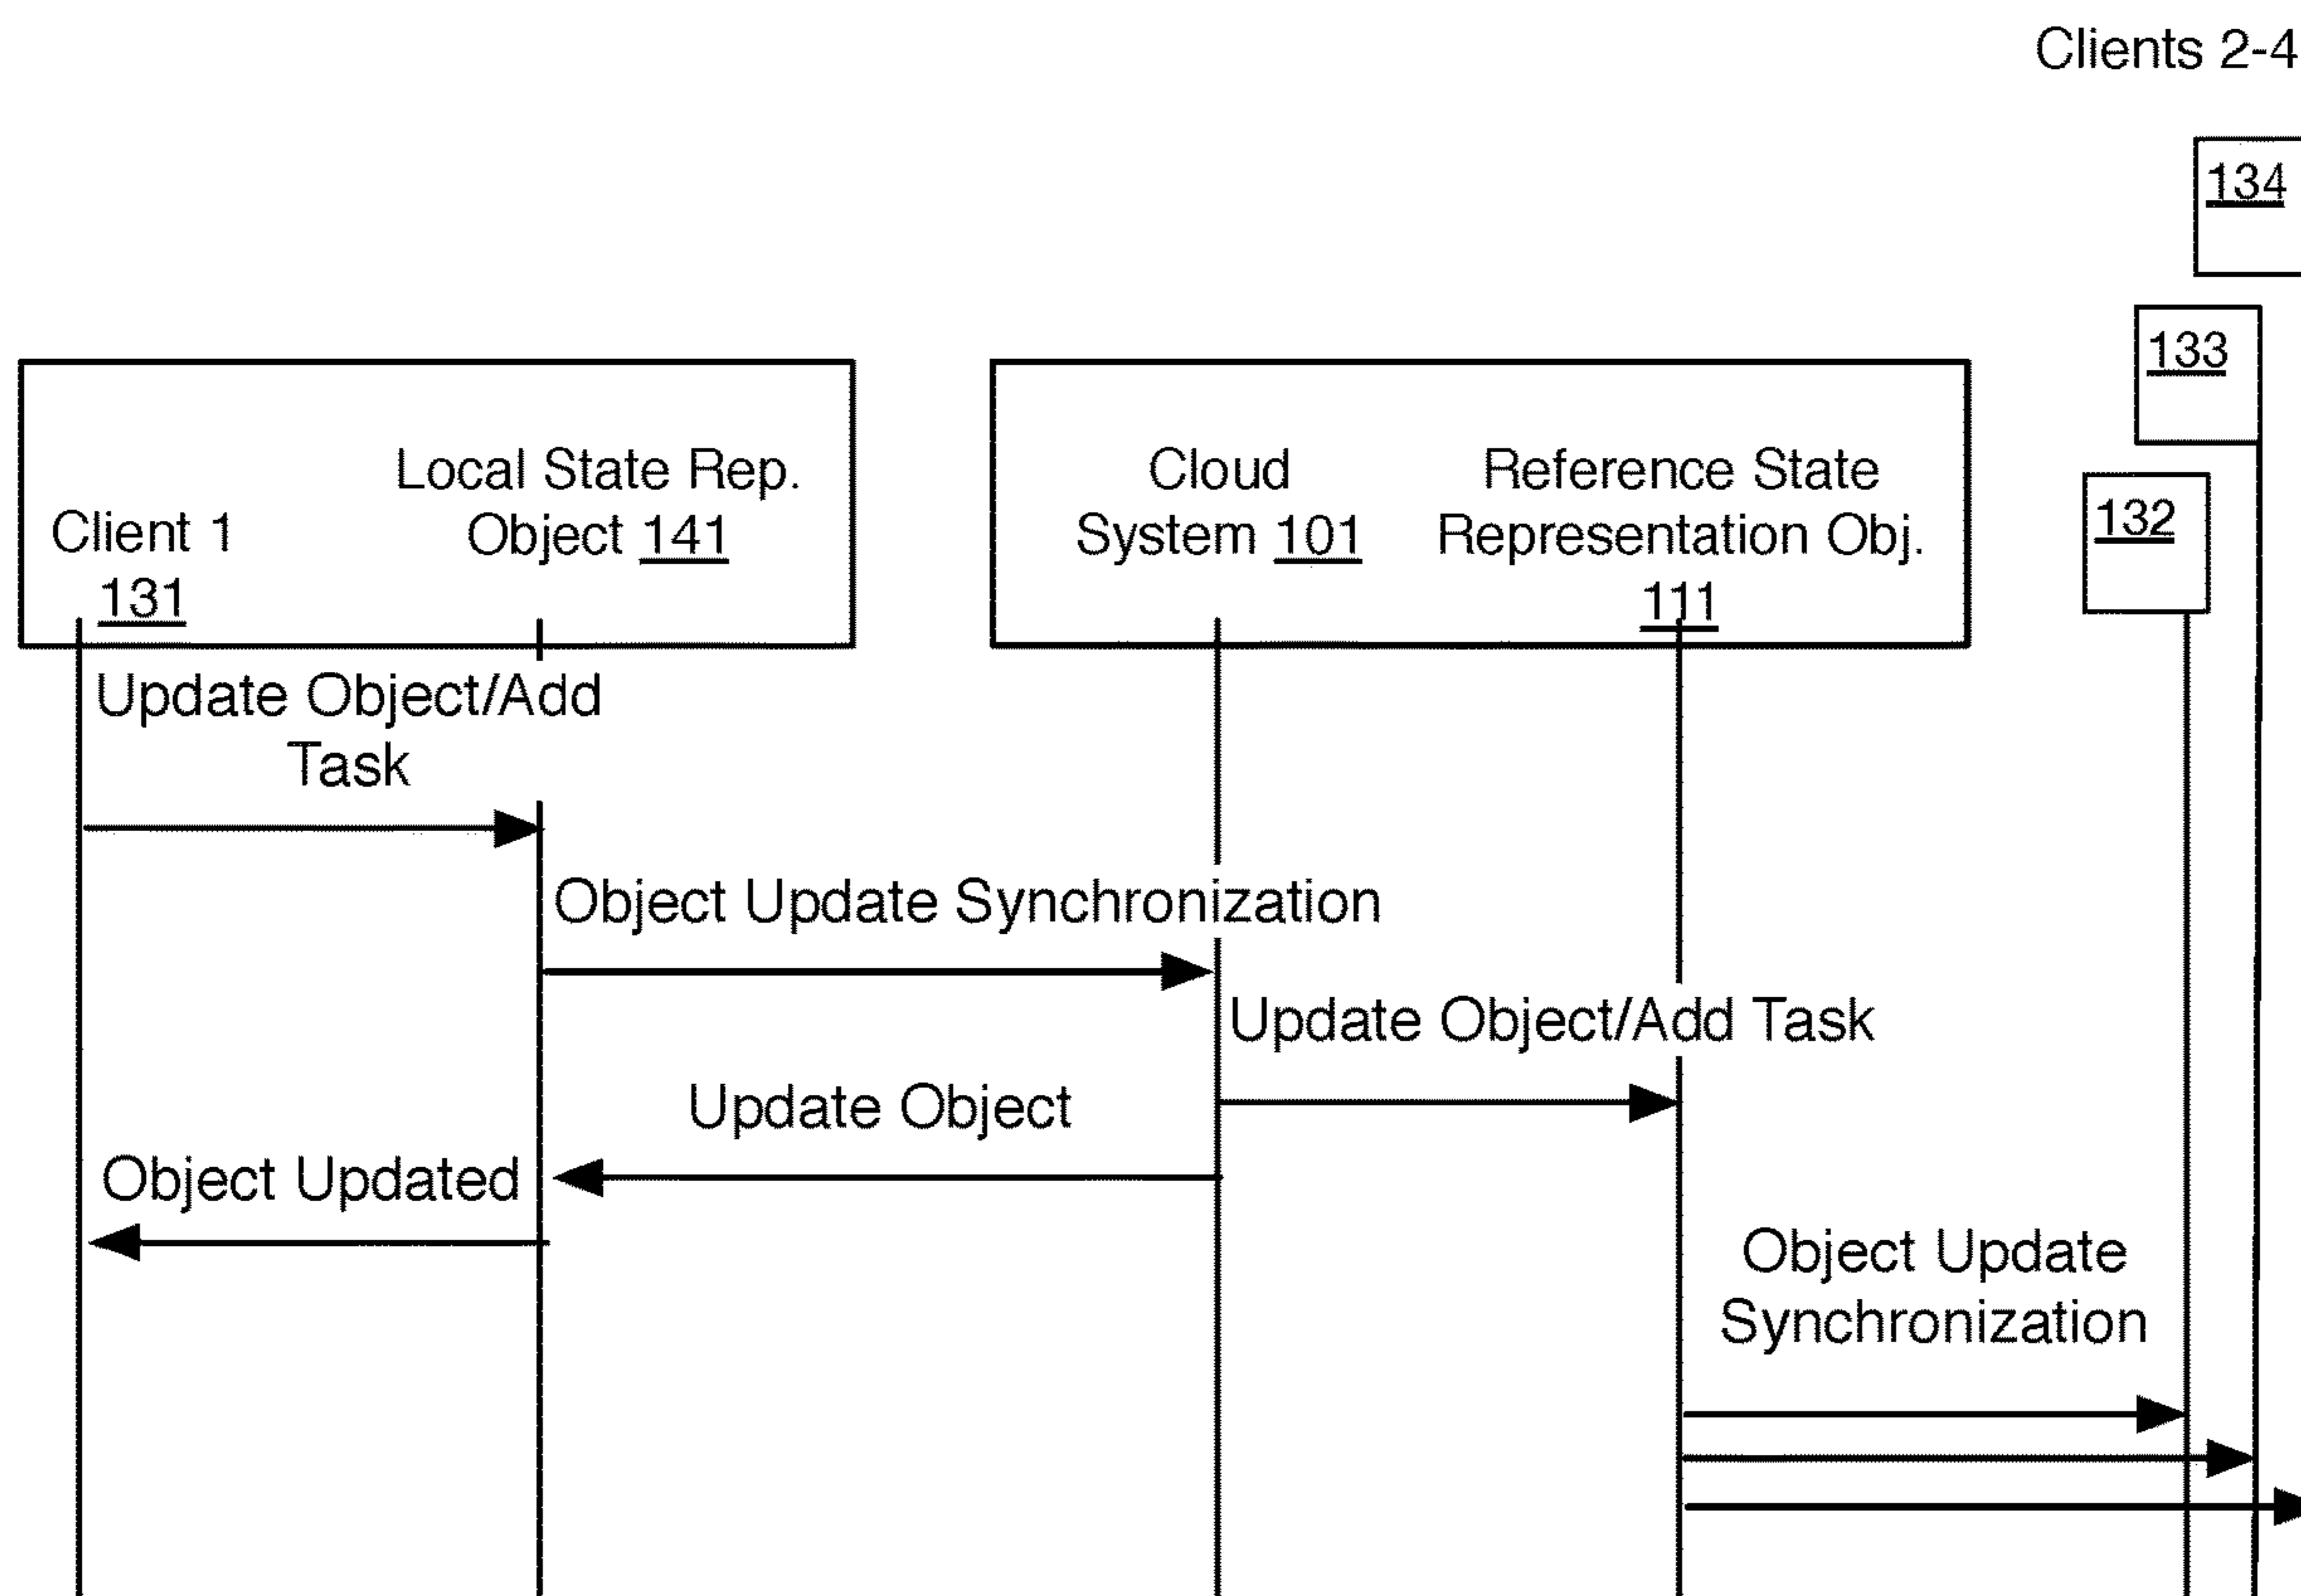 Clients 2-4
134
133
132
Client 1
131
Local State Rep.
Object 141
Cloud
System 101
Reference State
Representation Obj.
111
Update Object/Add
Task
Object Update Synchronization
Update Object/Add Task
Update Object
Object Updated
Object Update
Synchronization